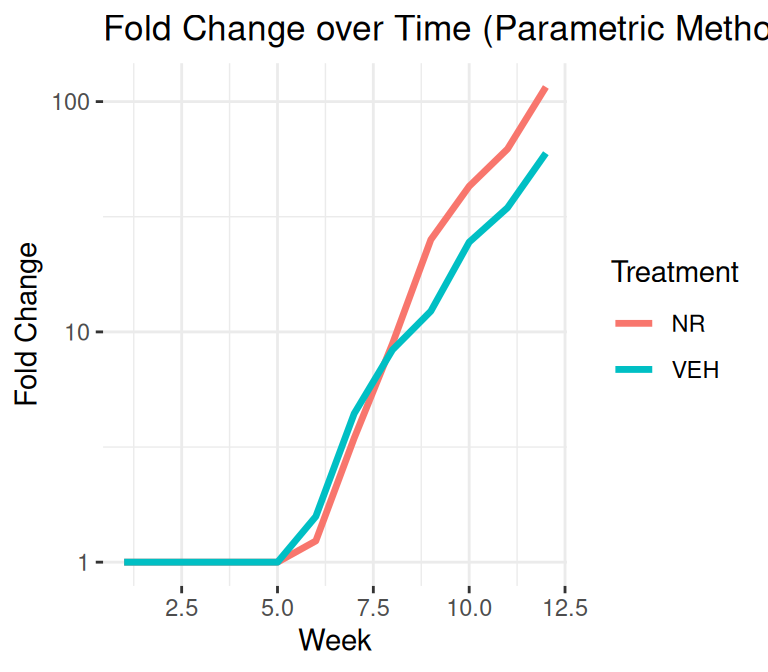 Fold Change over Time (Parametric Metho
100
10
1
Fold Change
2.5 5.0 7.5 10.0 12.5
Week
Treatment
NR
VEH